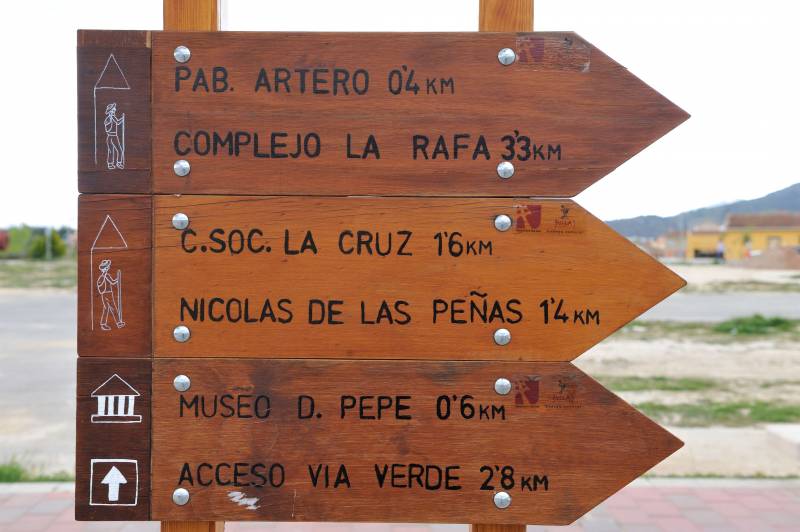 PAB. ARTERO 0'4 KM
COMPLEJO LA RAFA 3'3 KM
C.SOC. LA CRUZ 1'6 KM
NICOLAS DE LAS PEÑAS 1'4 KM
MUSEO D. PEPE 0'6 KM
ACCESO VIA VERDE 2'8 KM